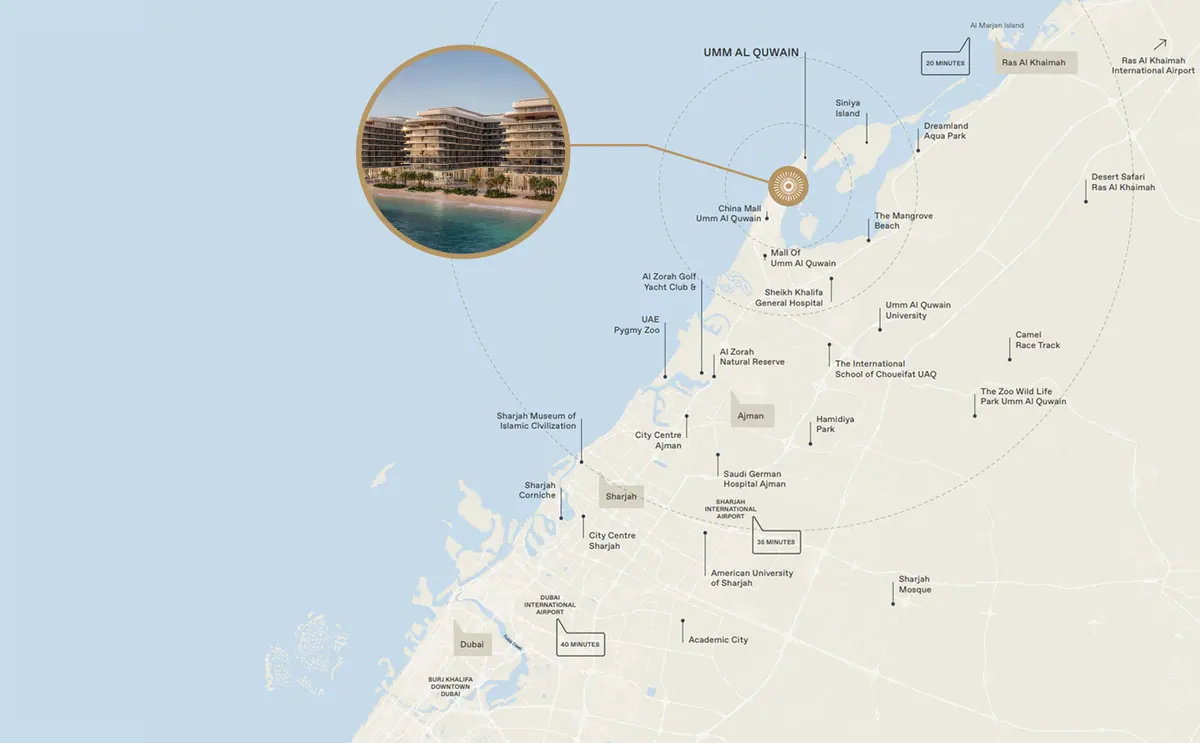 Al Marjan Island
UMM AL QUWAIN
20 MINUTES
Ras Al Khaimah
Ras Al Khaimah
International Airport
Siniya
Island
Dreamland
Aqua Park
Desert Safari
Ras Al Khaimah
China Mall
Umm Al Quwain
The Mangrove
Beach
Mall Of
Umm Al Quwain
Al Zorah Golf
Yacht Club &
Sheikh Khalifa
General Hospital
UAE
Pygmy Zoo
Umm Al Quwain
University
Camel
Race Track
Al Zorah
Natural Reserve
The International
School of Choueifat UAQ
The Zoo Wild Life
Park Umm Al Quwain
Sharjah Museum of
Islamic Civilization
Ajman
Hamidiya
Park
City Centre
Ajman
Saudi German
Hospital Ajman
Sharjah
Corniche
Sharjah
SHARJAH
INTERNATIONAL
AIRPORT
35 MINUTES
City Centre
Sharjah
American University
of Sharjah
Sharjah
Mosque
DUBAI
INTERNATIONAL
AIRPORT
40 MINUTES
Dubai
Dubai Creek
Academic City
BURJ KHALIFA
DOWNTOWN
DUBAI